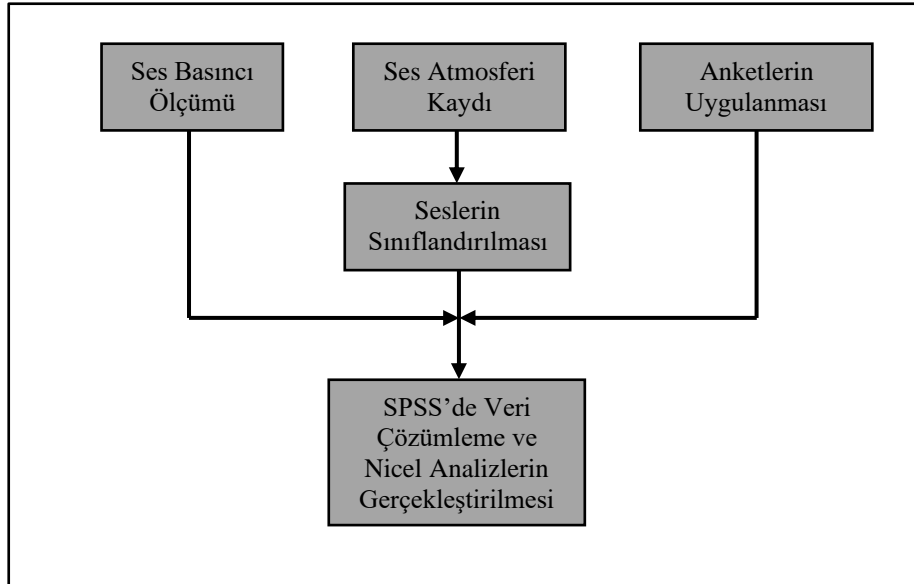 Ses Basıncı
Ölçümü
Ses Atmosferi
Kaydı
Anketlerin
Uygulanması
Seslerin
Sınıflandırılması
SPSS’de Veri
Çözümleme ve
Nicel Analizlerin
Gerçekleştirilmesi